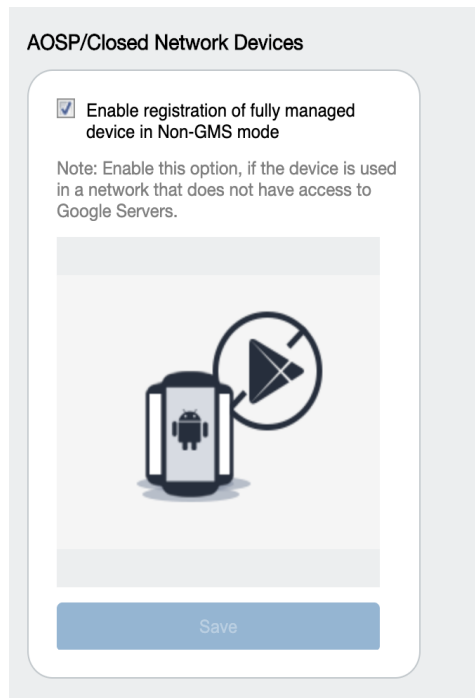 AOSP/Closed Network Devices
Enable registration of fully managed
device in Non-GMS mode
Note: Enable this option, if the device is used
in a network that does not have access to
Google Servers.
Save